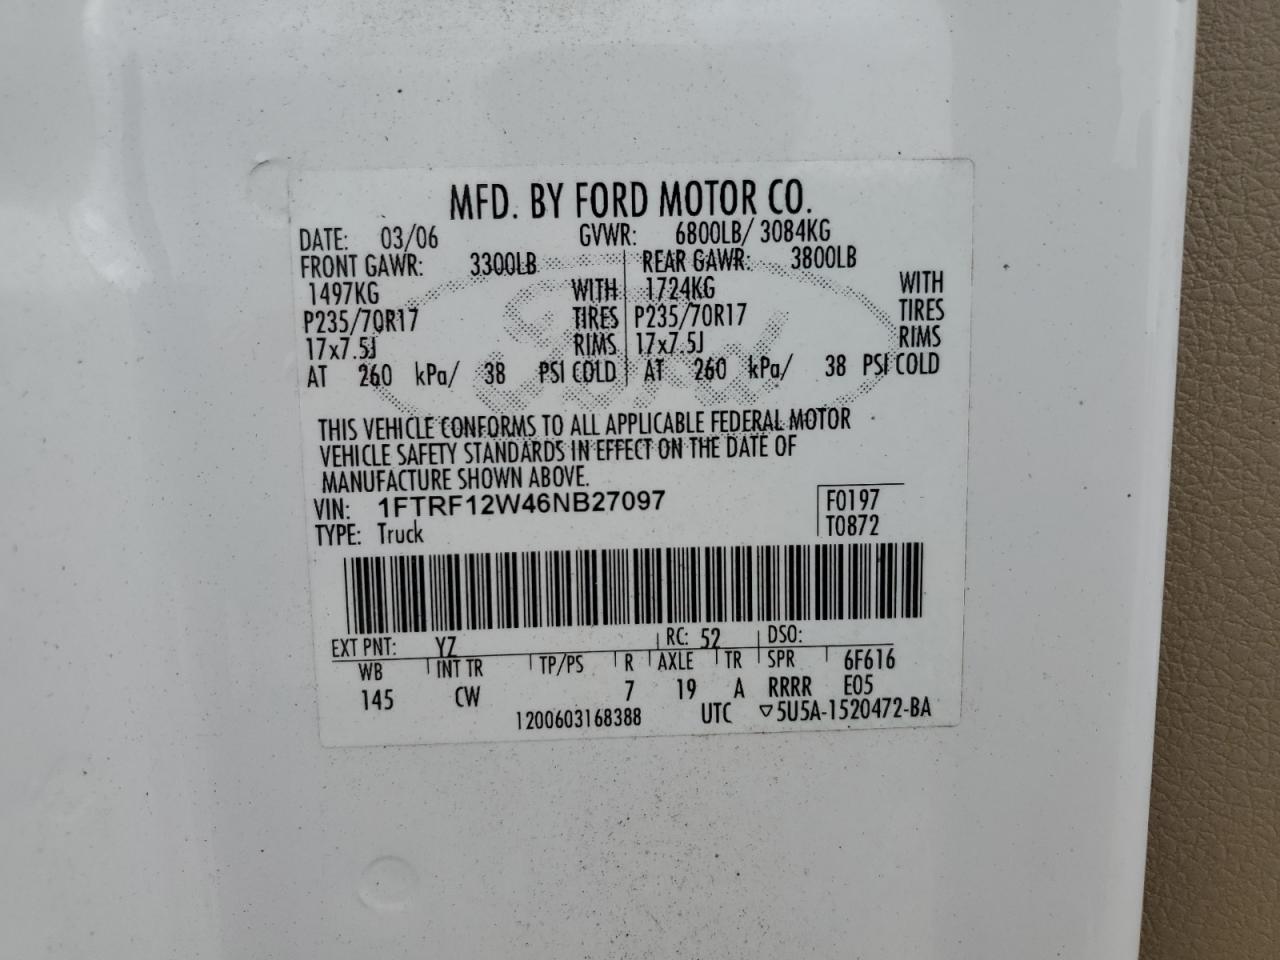 MFD. BY FORD MOTOR CO.
DATE: 03/06 GVWR: 6800LB/ 3084KG
FRONT GAWR: 3300LB REAR GAWR: 3800LB
1497KG WITH 1724KG WITH
P235/70R17 TIRES P235/70R17 TIRES
17x7.5J RIMS 17x7.5J RIMS
AT 260 kPa/ 38 PSI COLD AT 260 kPa/ 38 PSI COLD
THIS VEHICLE CONFORMS TO ALL APPLICABLE FEDERAL MOTOR
VEHICLE SAFETY STANDARDS IN EFFECT ON THE DATE OF
MANUFACTURE SHOWN ABOVE.
VIN: 1FTRF12W46NB27097 F0197
TYPE: Truck T0872
EXT PNT: YZ RC: 52 DSO:
WB INT TR TP/PS R AXLE TR SPR 6F616
145 CW 7 19 A RRRR E05
1200603168388 UTC ▽5U5A-1520472-BA